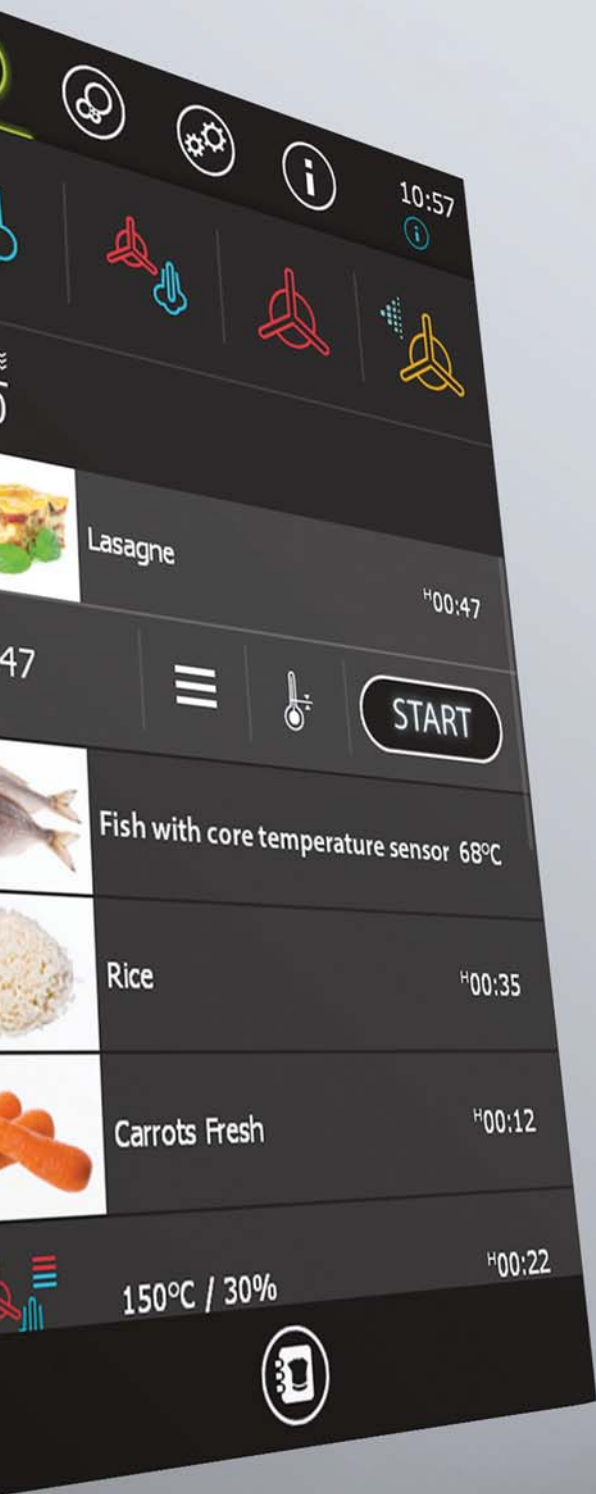 10:57
Lasagne
H00:47
47
START
Fish with core temperature sensor 68°C
Rice
H00:35
Carrots Fresh
H00:12
150°C / 30%
H00:22